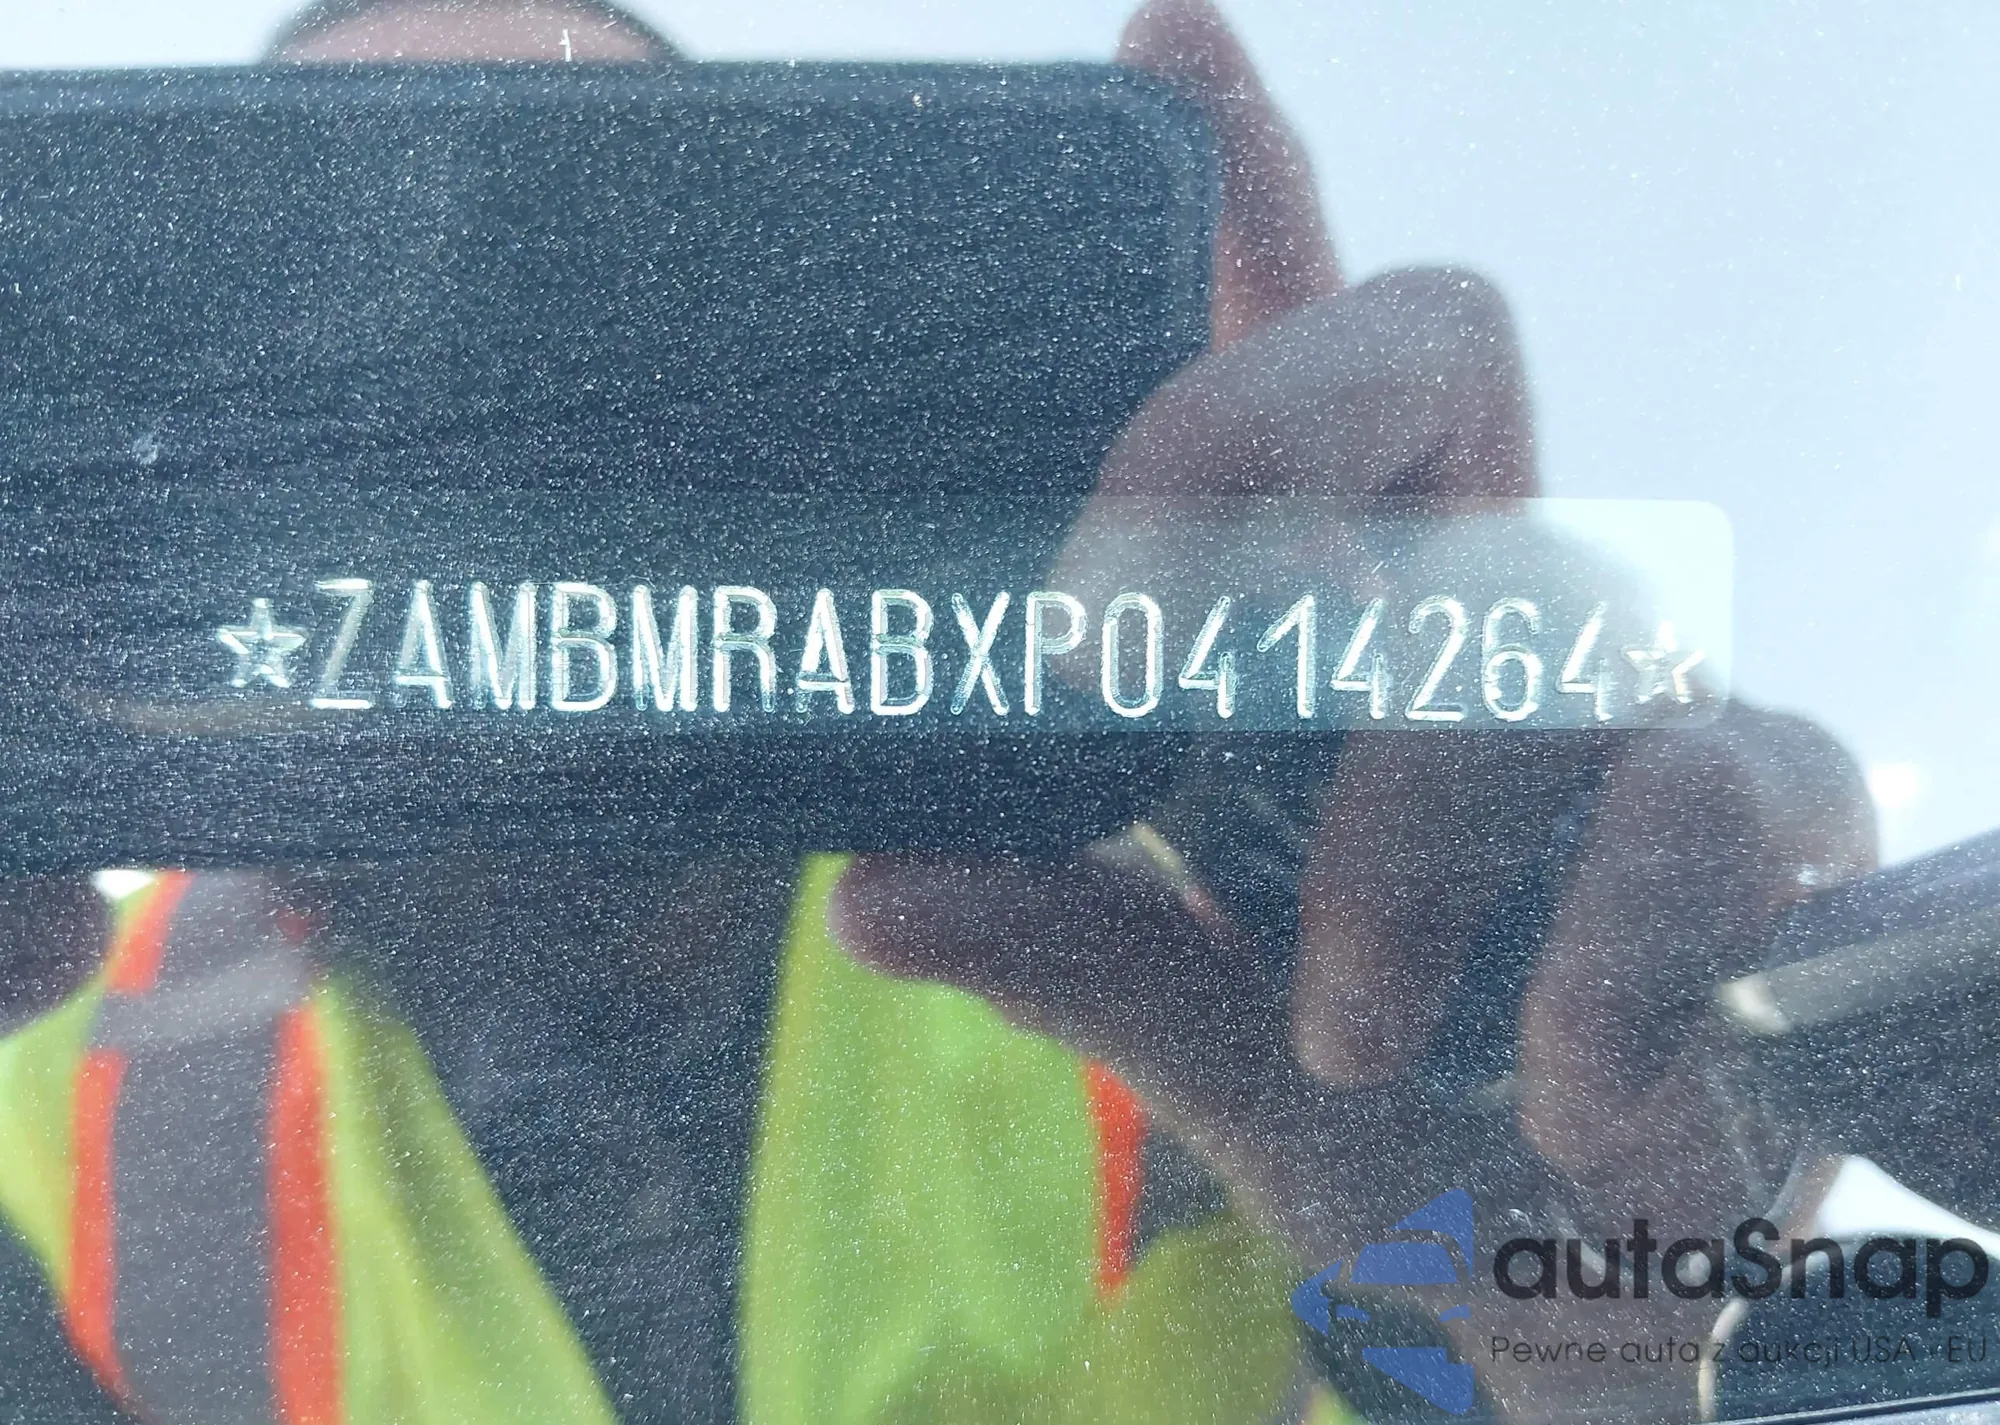 ☆ZAMBMRABXP0414264☆
autaSnap
Pewne auta z aukcji USA i EU